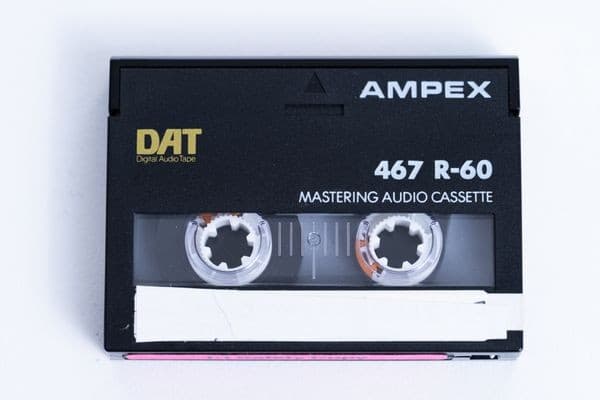 AMPEX
DAT
Digital Audio Tape
467 R-60
MASTERING AUDIO CASSETTE